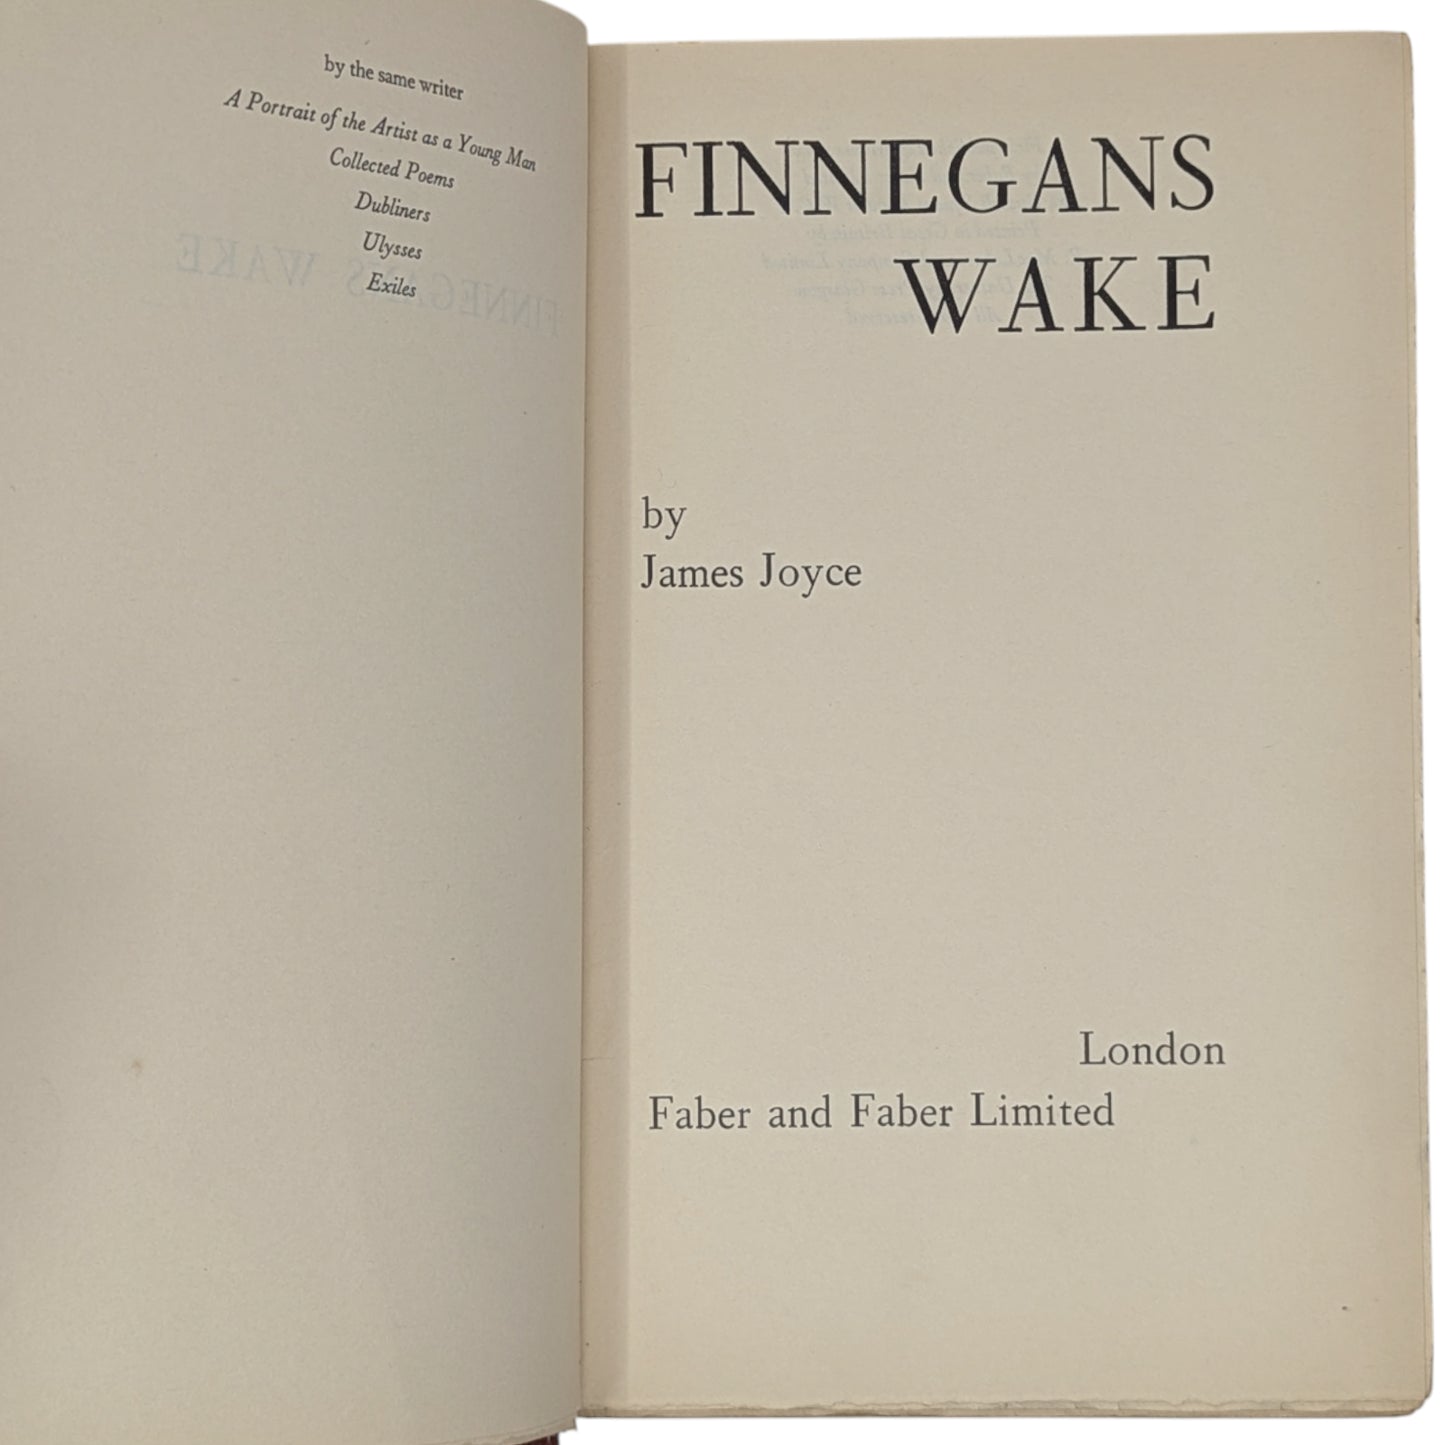 by the same writer
A Portrait of the Artist as a Young Man
Collected Poems
Dubliners
Ulysses
Exiles
FINNEGANS
WAKE
by
James Joyce
London
Faber and Faber Limited